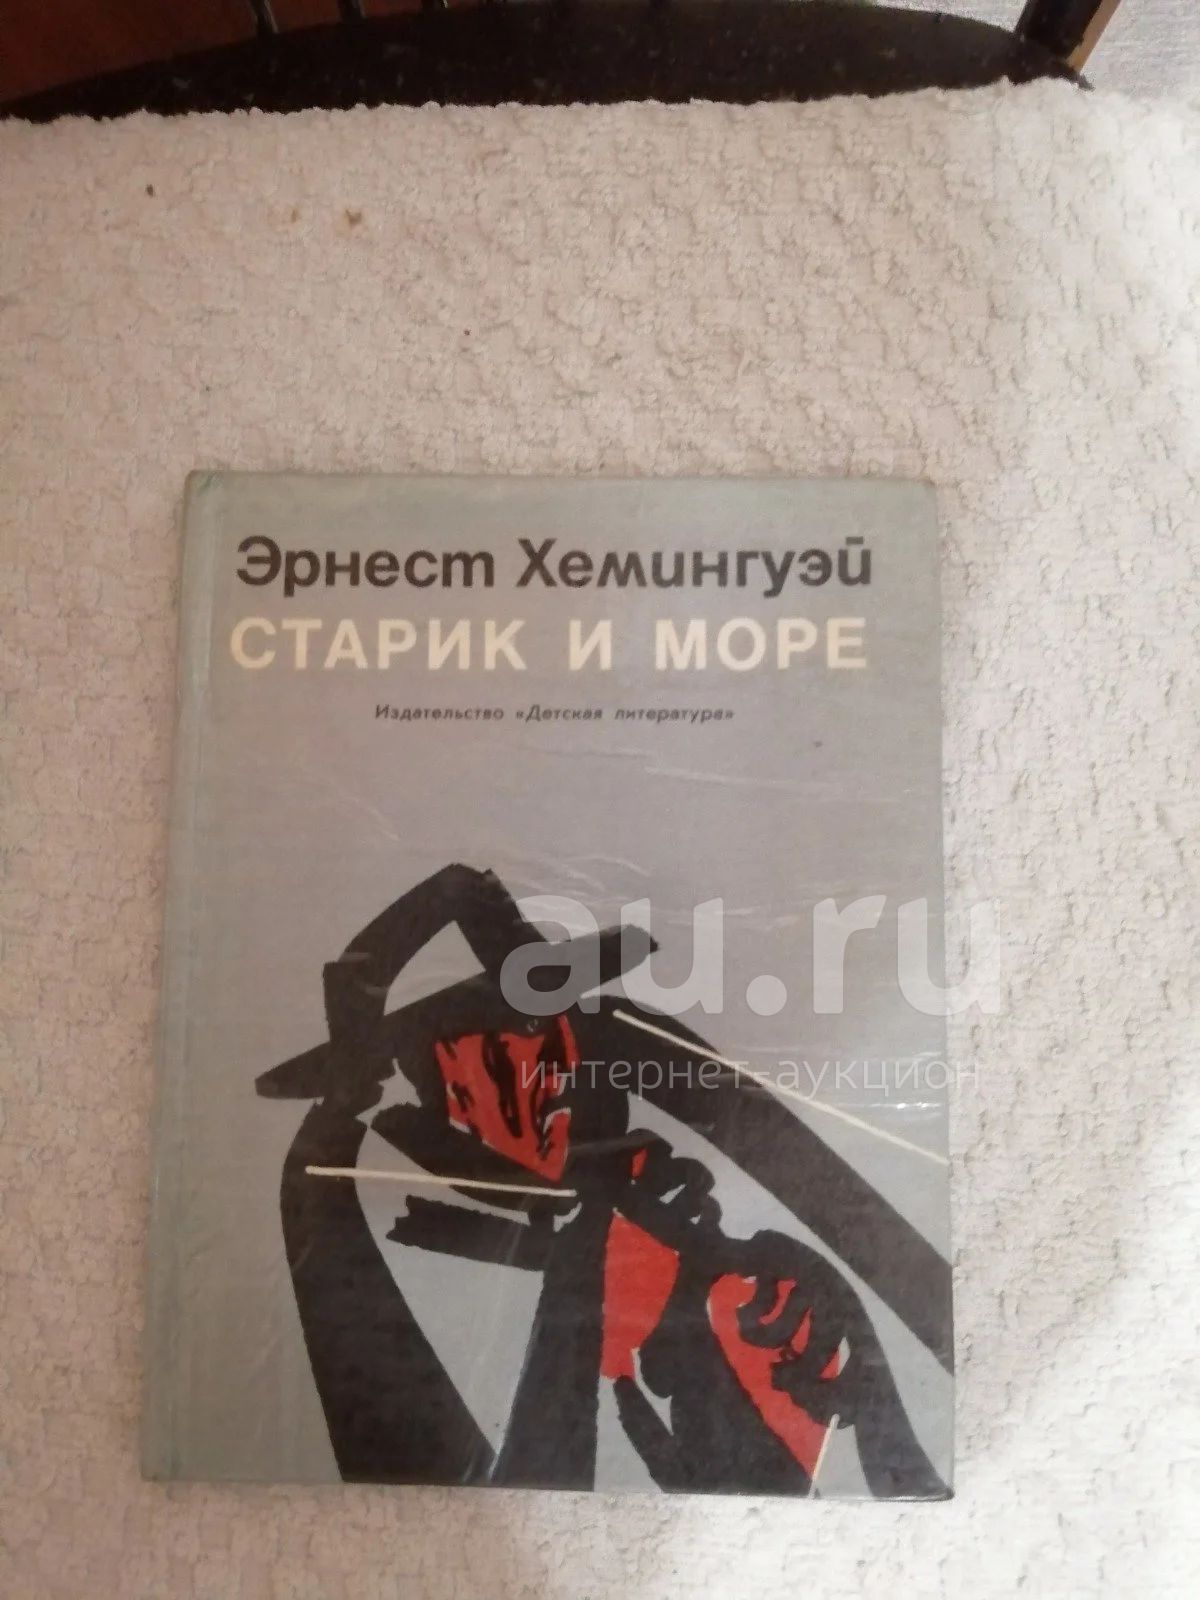 Эрнест Хемингуэй
СТАРИК И МОРЕ
Издательство «Детская литература»
au.ru
интернет-аукцион